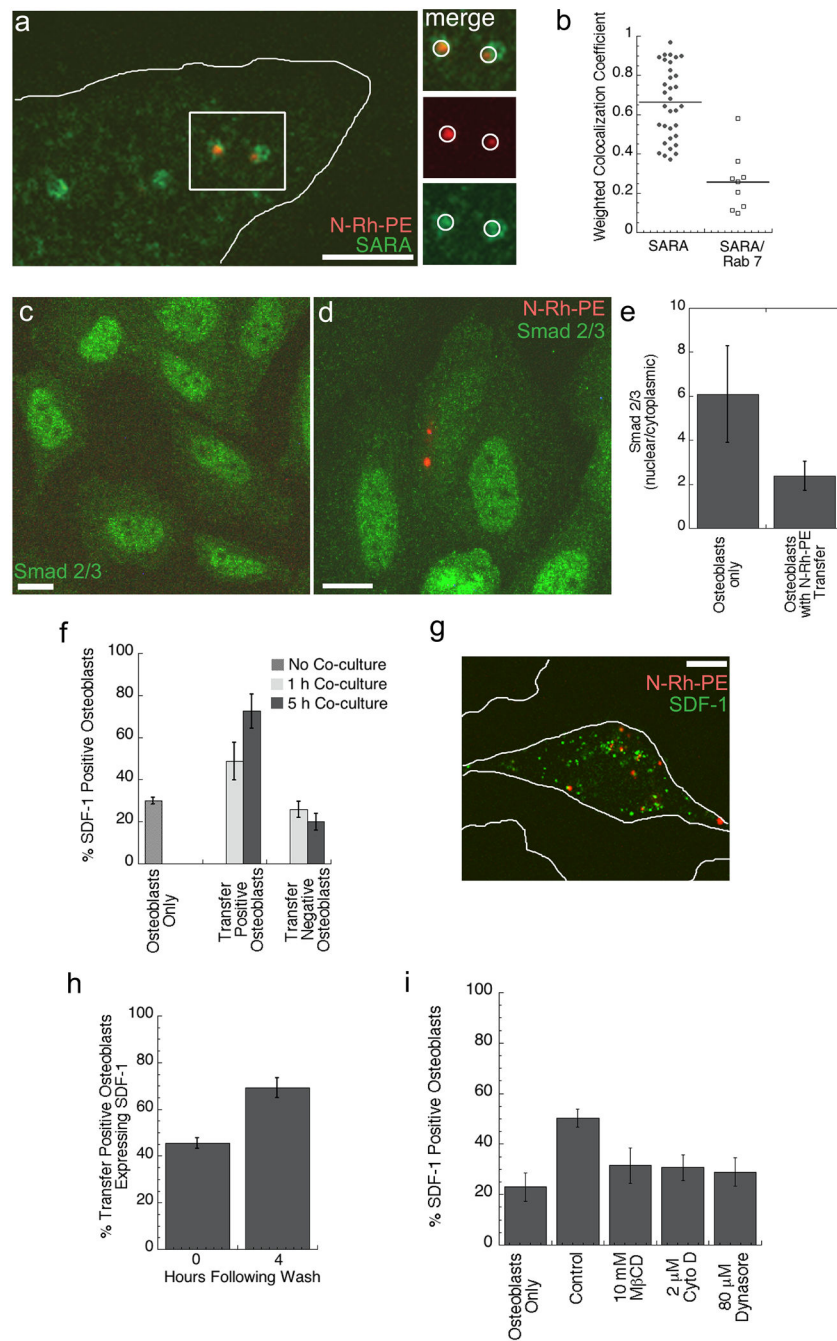 a
merge
N-Rh-PE
SARA
b
Weighted Colocalization Coefficient
1
0.8
0.6
0.4
0.2
0
SARA
SARA/
Rab 7
c
Smad 2/3
d
N-Rh-PE
Smad 2/3
e
Smad 2/3
(nuclear/cytoplasmic)
10
8
6
4
2
0
Osteoblasts
only
Osteoblasts
with N-Rh-PE
Transfer
f
% SDF-1 Positive Osteoblasts
100
80
60
40
20
0
No Co-culture
1 h Co-culture
5 h Co-culture
Osteoblasts
Only
Transfer
Positive
Osteoblasts
Transfer
Negative
Osteoblasts
g
N-Rh-PE
SDF-1
h
% Transfer Positive Osteoblasts
Expressing SDF-1
100
80
60
40
20
0
0
4
Hours Following Wash
i
% SDF-1 Positive Osteoblasts
100
80
60
40
20
0
Osteoblasts
Only
Control
10 mM
MβCD
2 μM
Cyto D
80 μM
Dynasore